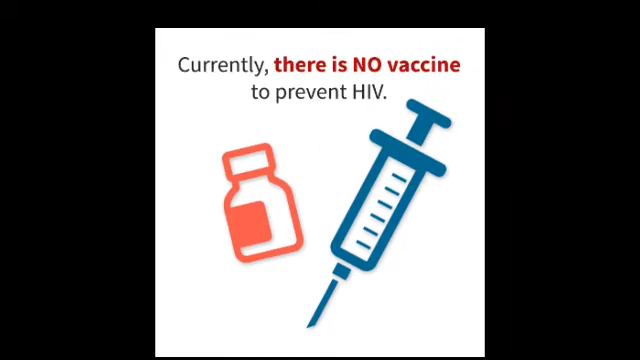 Currently, there is NO vaccine
to prevent HIV.